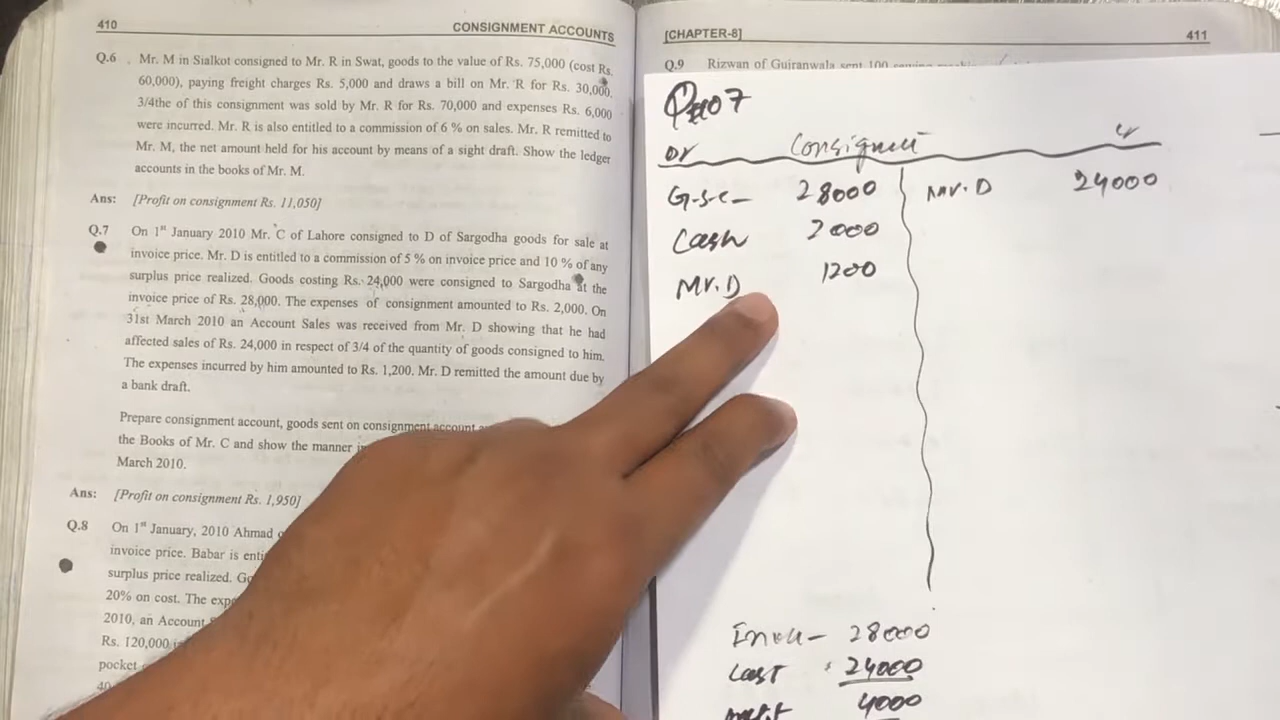 410
CONSIGNMENT ACCOUNTS
Q.6 Mr. M in Sialkot consigned to Mr. R in Swat, goods to the value of Rs. 75,000 (cost Rs.
60,000), paying freight charges Rs. 5,000 and draws a bill on Mr. R for Rs. 30,000.
3/4the of this consignment was sold by Mr. R for Rs. 70,000 and expenses Rs. 6,000
were incurred. Mr. R is also entitled to a commission of 6 % on sales. Mr. R remitted to
Mr. M, the net amount held for his account by means of a sight draft. Show the ledger
accounts in the books of Mr. M.
Ans: [Profit on consignment Rs. 11,050]
Q.7 On 1st January 2010 Mr. C of Lahore consigned to D of Sargodha goods for sale at
invoice price. Mr. D is entitled to a commission of 5 % on invoice price and 10 % of any
surplus price realized. Goods costing Rs. 24,000 were consigned to Sargodha at the
invoice price of Rs. 28,000. The expenses of consignment amounted to Rs. 2,000. On
31st March 2010 an Account Sales was received from Mr. D showing that he had
affected sales of Rs. 24,000 in respect of 3/4 of the quantity of goods consigned to him.
The expenses incurred by him amounted to Rs. 1,200. Mr. D remitted the amount due by
a bank draft.
Prepare consignment account, goods sent on consignment account
the Books of Mr. C and show the manner
March 2010.
Ans: [Profit on consignment Rs. 1,950]
Q.8 On 1st January, 2010 Ahmad
invoice price. Babar is
surplus price realized.
20% on cost. The
2010, an Account
Rs. 120,000
pocket
[CHAPTER-8]
411
Q.9 Rizwan of Gujranwala sent 100
Q#07
Dr Consignment Cr
G.S.C- 28000 Mr. D 24000
Cash 2000
Mr. D 1200
28000
Cost 24000
4000